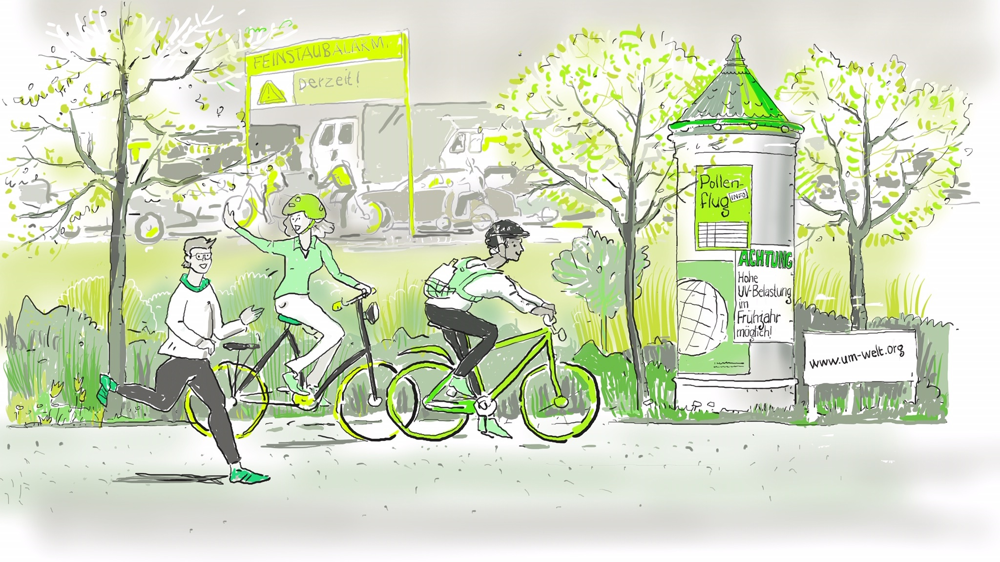 FEINSTAUBALARM.
Derzeit!
Pollen-
flug
INFO
ACHTUNG
Hohe
UV-Belastung
im
Frühjahr
möglich!
www.um-welt.org